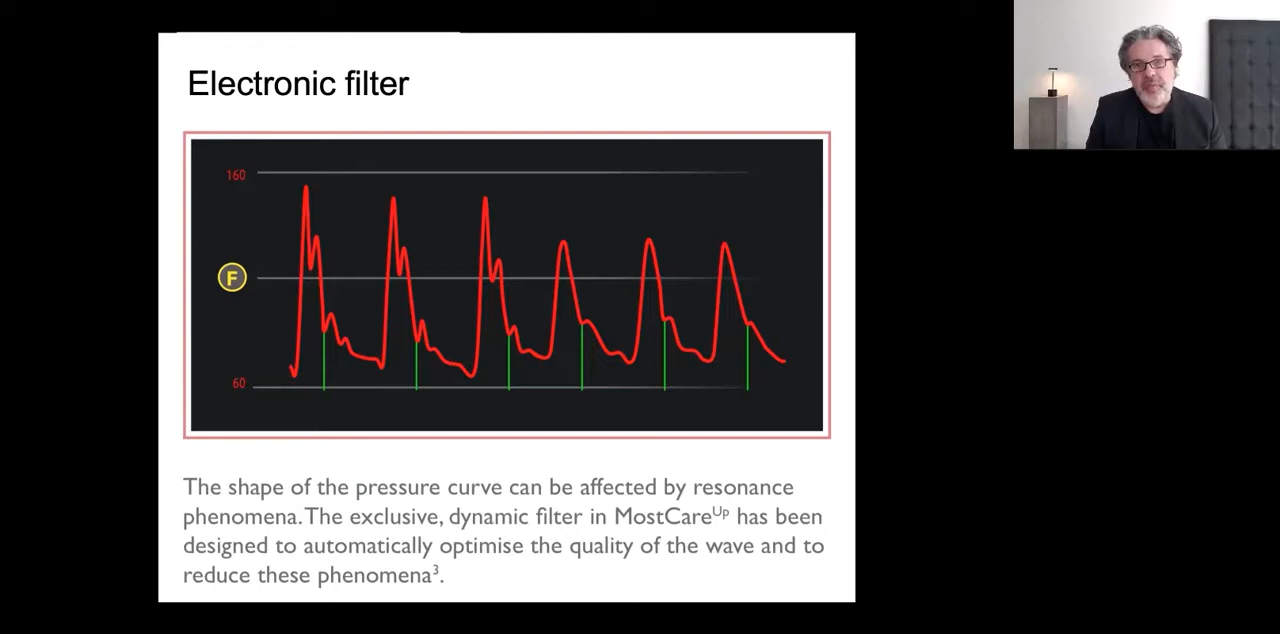 Electronic filter
160
F
60
The shape of the pressure curve can be affected by resonance
phenomena. The exclusive, dynamic filter in MostCareUp has been
designed to automatically optimise the quality of the wave and to
reduce these phenomena3.